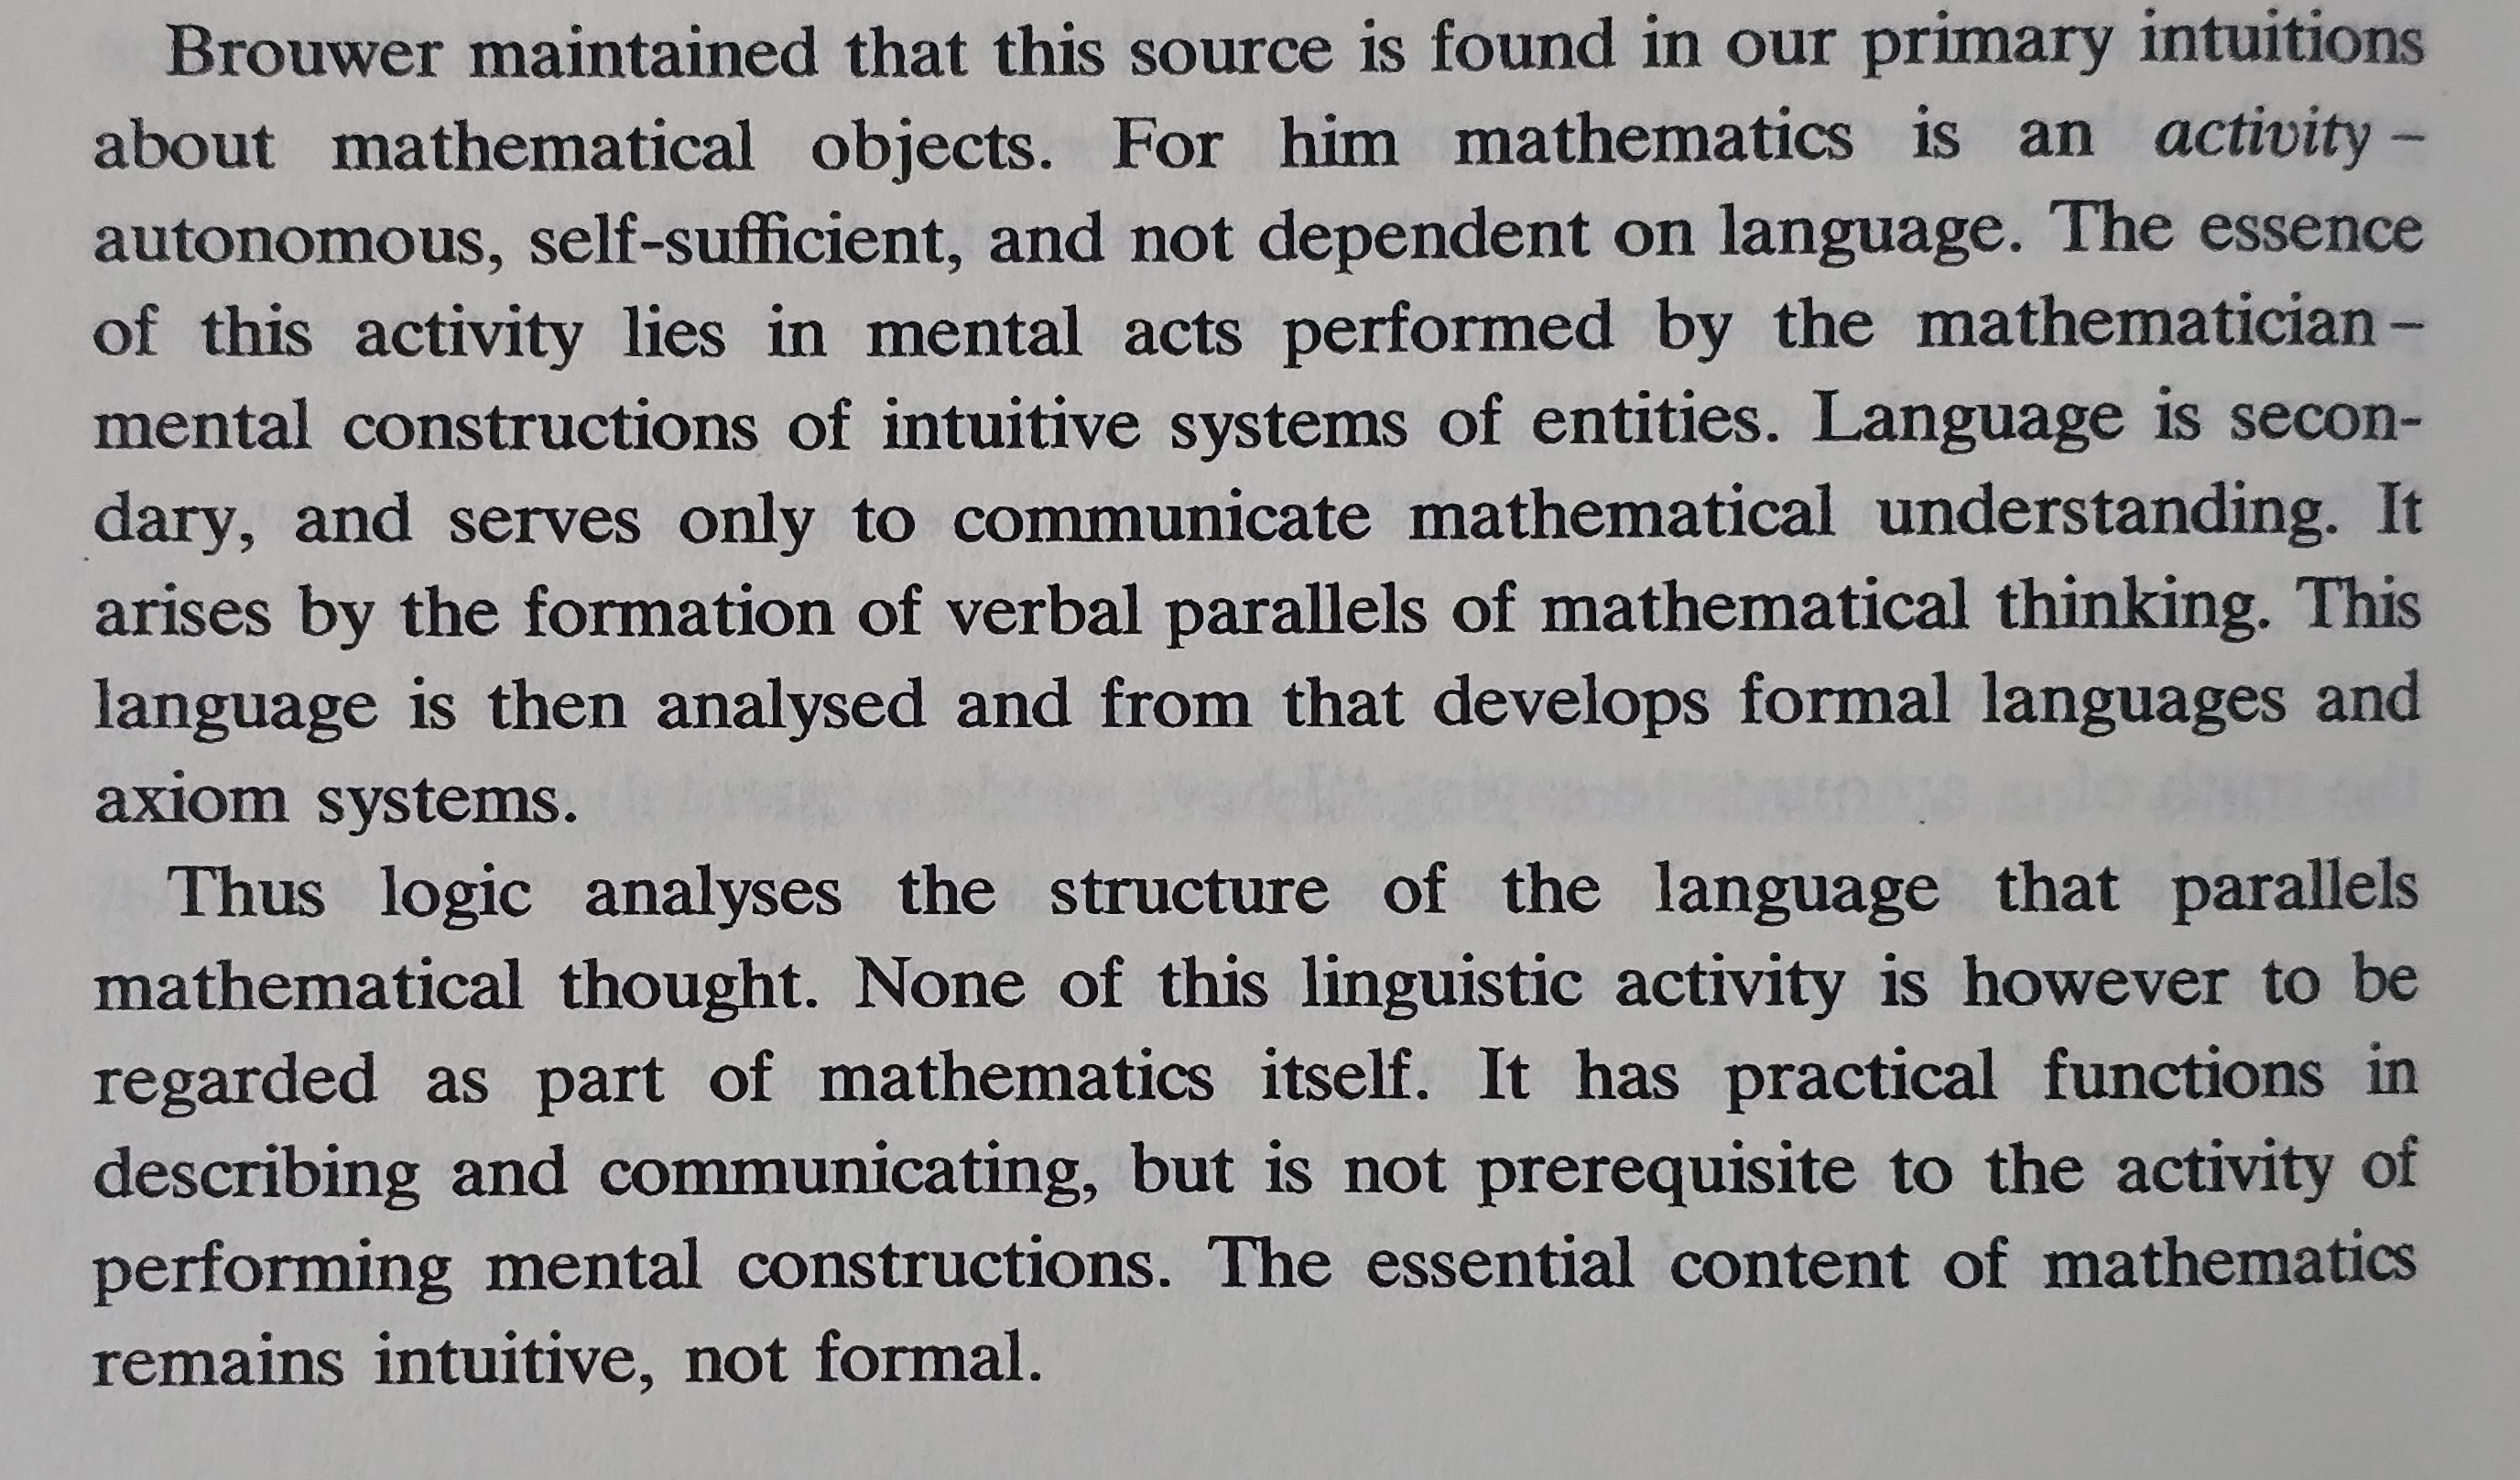 Brouwer maintained that this source is found in our primary intuitions
about mathematical objects. For him mathematics is an activity –
autonomous, self-sufficient, and not dependent on language. The essence
of this activity lies in mental acts performed by the mathematician –
mental constructions of intuitive systems of entities. Language is secon-
dary, and serves only to communicate mathematical understanding. It
arises by the formation of verbal parallels of mathematical thinking. This
language is then analysed and from that develops formal languages and
axiom systems.
Thus logic analyses the structure of the language that parallels
mathematical thought. None of this linguistic activity is however to be
regarded as part of mathematics itself. It has practical functions in
describing and communicating, but is not prerequisite to the activity of
performing mental constructions. The essential content of mathematics
remains intuitive, not formal.